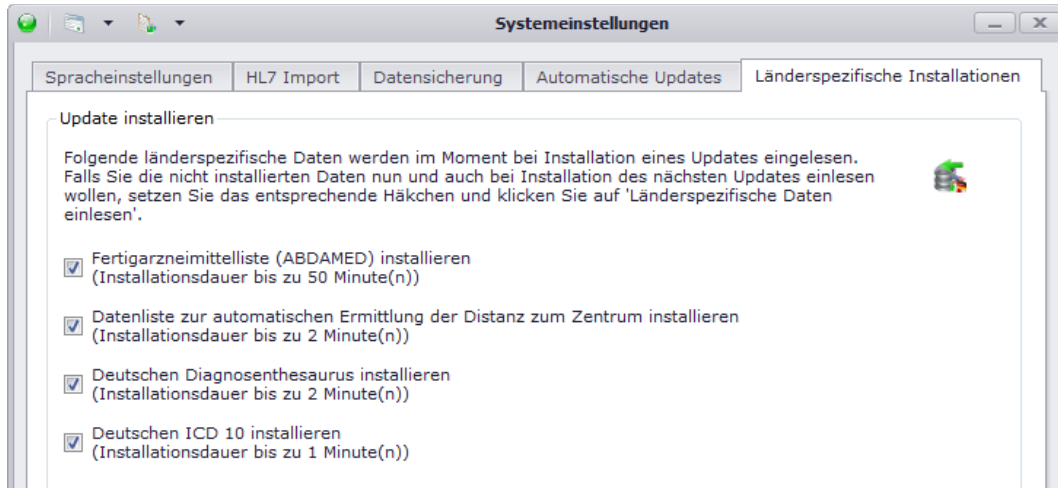 Systemeinstellungen
Spracheinstellungen HL7 Import Datensicherung Automatische Updates Länderspezifische Installationen
Update installieren
Folgende länderspezifische Daten werden im Moment bei Installation eines Updates eingelesen.
Falls Sie die nicht installierten Daten nun und auch bei Installation des nächsten Updates einlesen
wollen, setzen Sie das entsprechende Häkchen und klicken Sie auf 'Länderspezifische Daten
einlesen'.
Fertigarzneimittelliste (ABDAMED) installieren
(Installationsdauer bis zu 50 Minute(n))
Datenliste zur automatischen Ermittlung der Distanz zum Zentrum installieren
(Installationsdauer bis zu 2 Minute(n))
Deutschen Diagnosenthesaurus installieren
(Installationsdauer bis zu 2 Minute(n))
Deutschen ICD 10 installieren
(Installationsdauer bis zu 1 Minute(n))